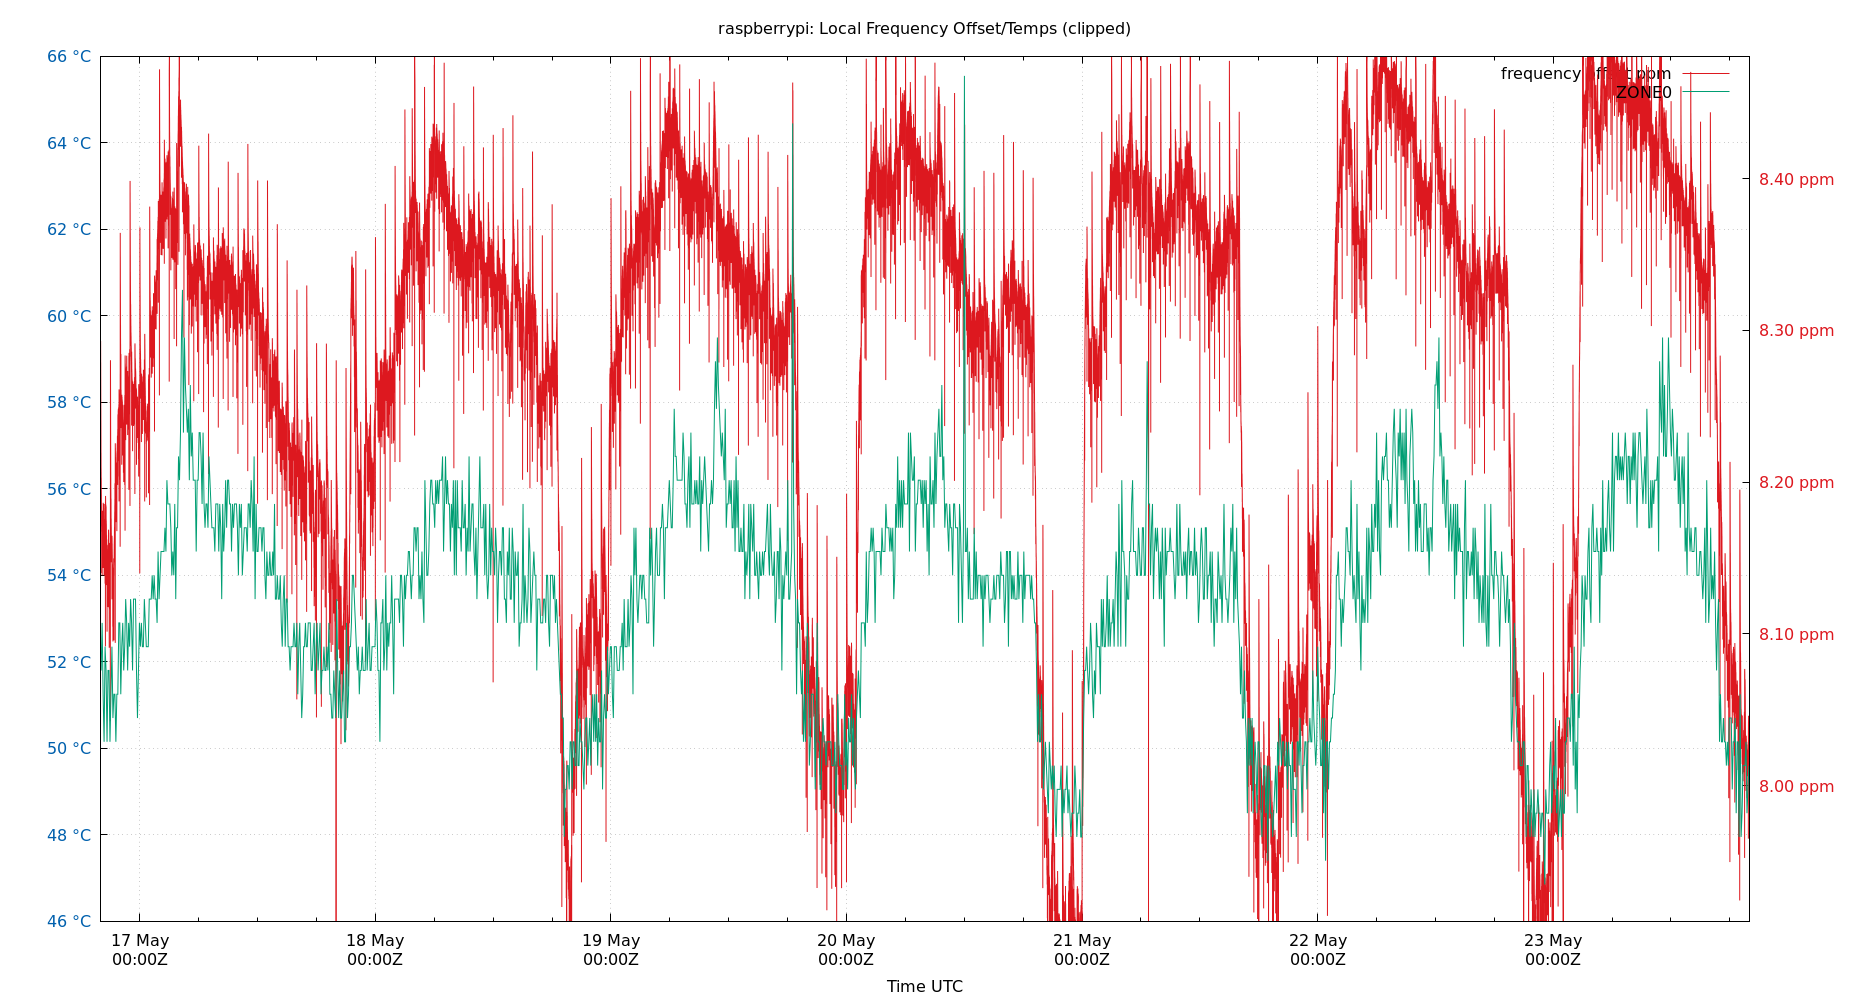 raspberrypi: Local Frequency Offset/Temps (clipped)
66 °C
64 °C
62 °C
60 °C
58 °C
56 °C
54 °C
52 °C
50 °C
48 °C
46 °C
frequency offset ppm
ZONE0
8.40 ppm
8.30 ppm
8.20 ppm
8.10 ppm
8.00 ppm
17 May
00:00Z
18 May
00:00Z
19 May
00:00Z
20 May
00:00Z
21 May
00:00Z
22 May
00:00Z
23 May
00:00Z
Time UTC